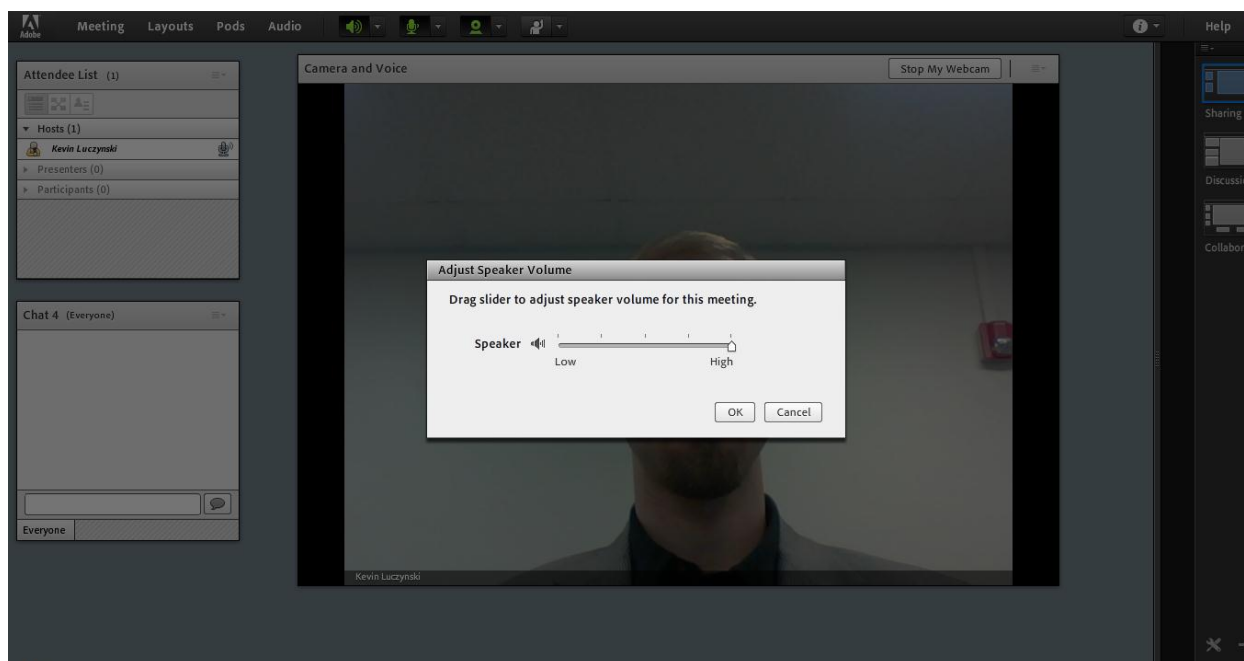 Adobe
Meeting Layouts Pods Audio
Help
Attendee List (1)
Hosts (1)
Kevin Luczynski
Presenters (0)
Participants (0)
Chat 4 (Everyone)
Everyone
Camera and Voice
Stop My Webcam
Adjust Speaker Volume
Drag slider to adjust speaker volume for this meeting.
Speaker
Low High
OK Cancel
Kevin Luczynski
Sharing
Discussi
Collabor